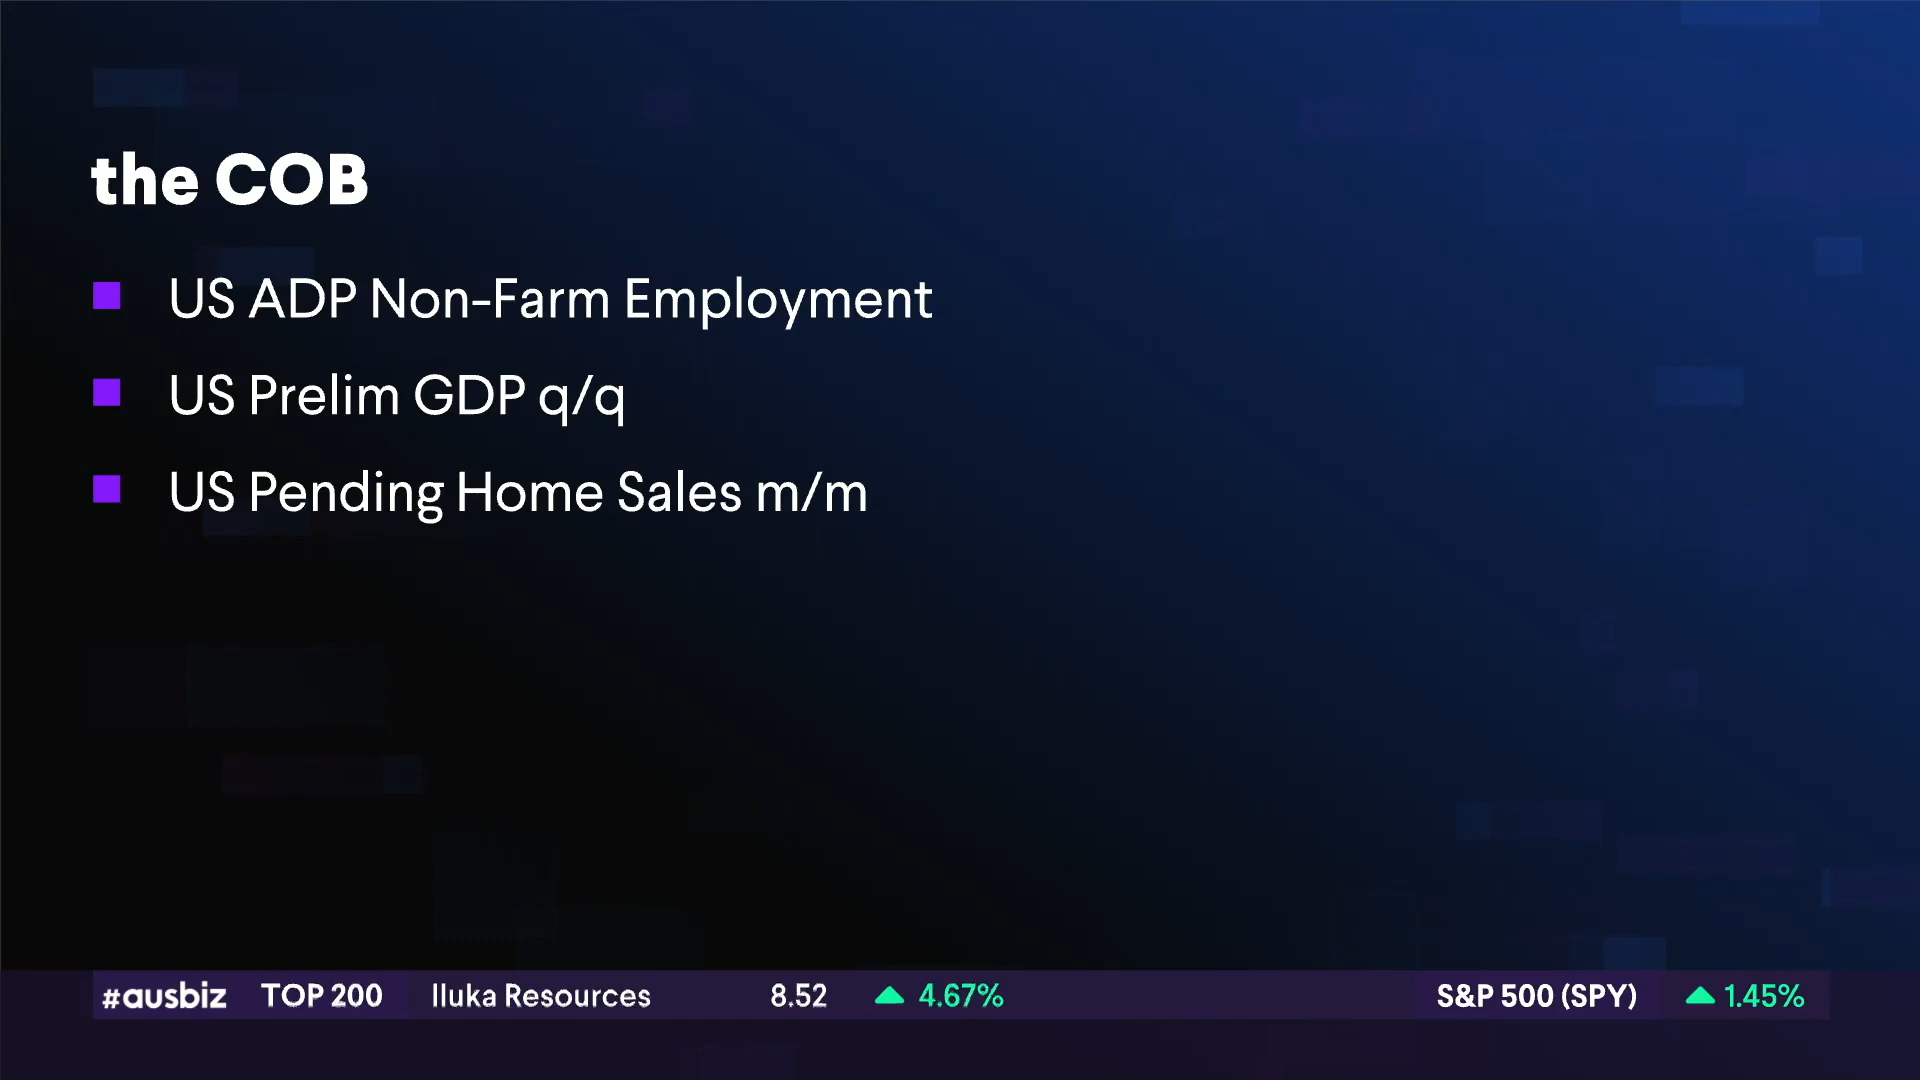 the COB
US ADP Non-Farm Employment
US Prelim GDP q/q
US Pending Home Sales m/m
#ausbiz TOP 200 Iluka Resources 8.52 4.67% S&P 500 (SPY) 1.45%